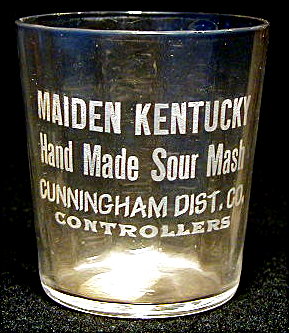 MAIDEN KENTUCKY
Hand Made Sour Mash
CUNNINGHAM DIST. CO.
CONTROLLERS